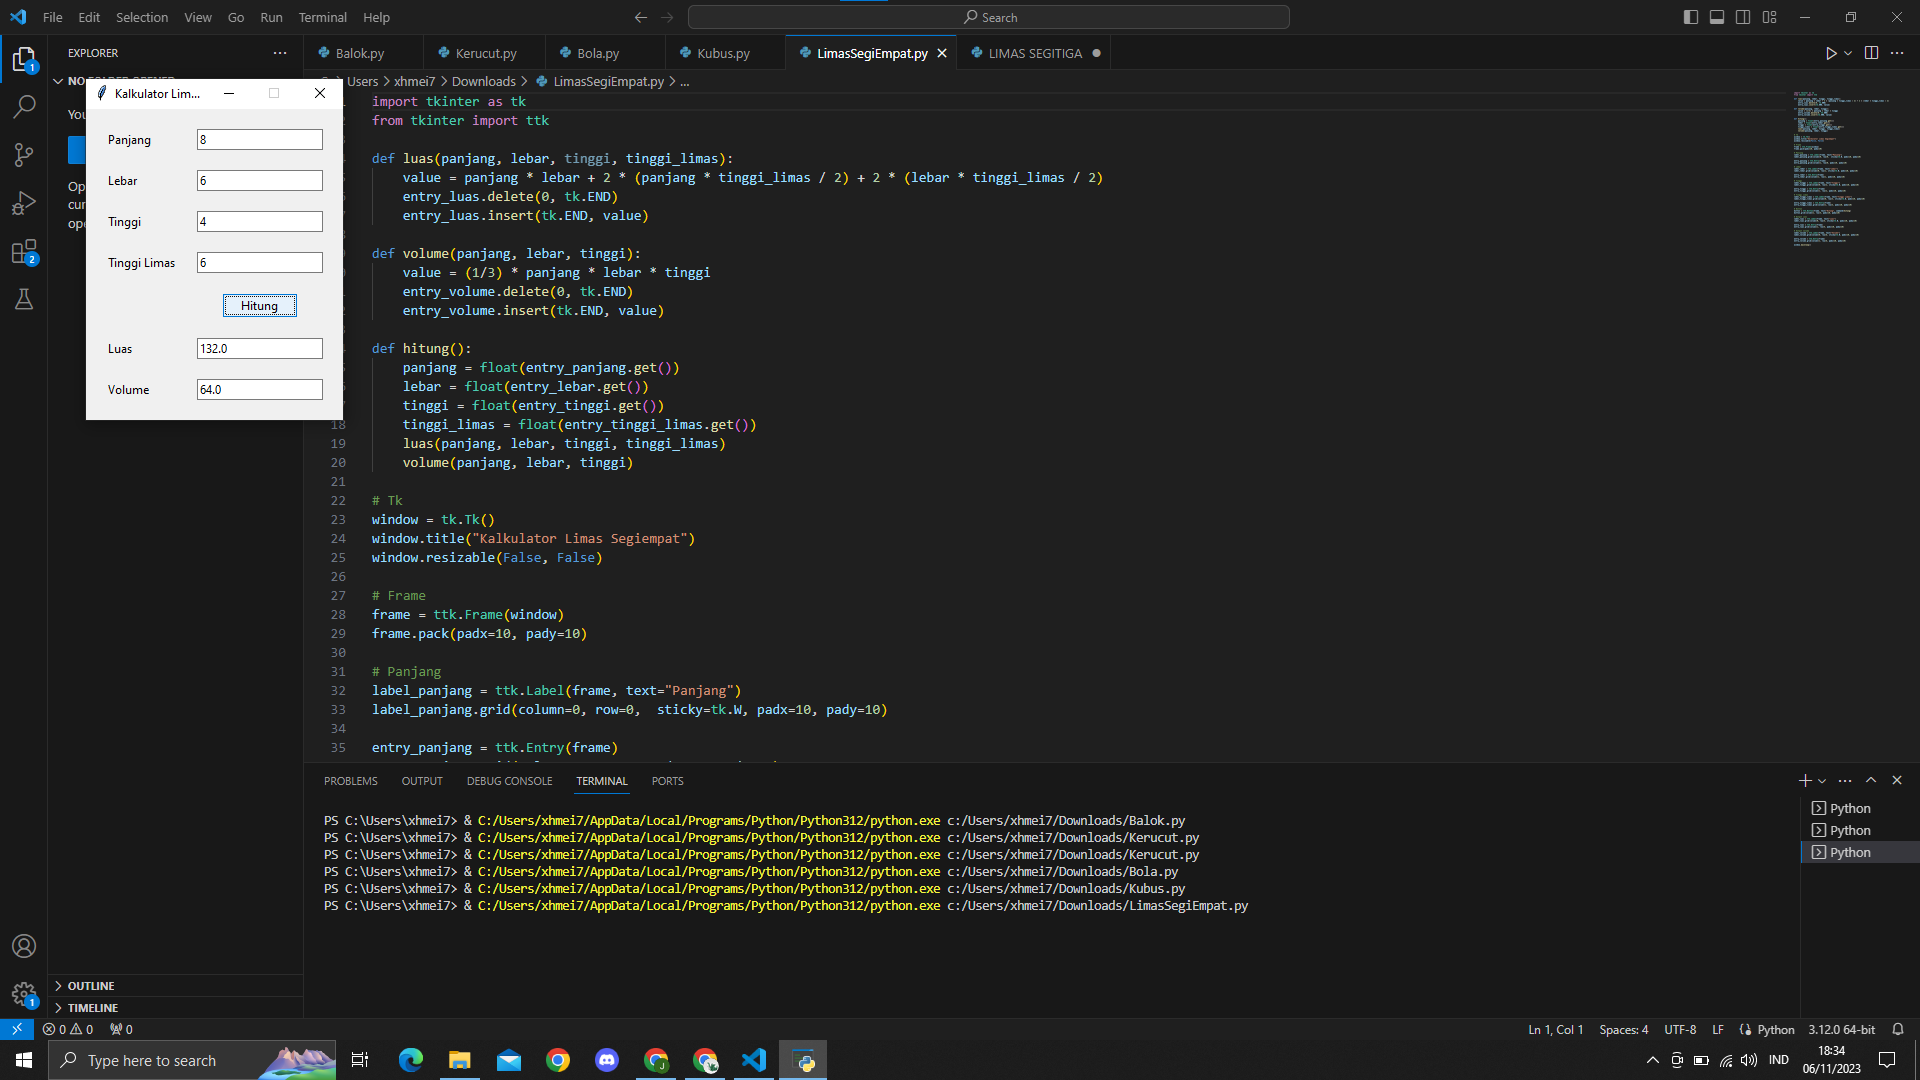 File Edit Selection View Go Run Terminal Help
Search
EXPLORER
Balok.py
Kerucut.py
Bola.py
Kubus.py
LimasSegiEmpat.py
LIMAS SEGITIGA
Users > xhmei7 > Downloads > LimasSegiEmpat.py > ...
Kalkulator Lim...
Panjang 8
Lebar 6
Tinggi 4
Tinggi Limas 6
Hitung
Luas 132.0
Volume 64.0
import tkinter as tk
from tkinter import ttk
def luas(panjang, lebar, tinggi, tinggi_limas):
value = panjang * lebar + 2 * (panjang * tinggi_limas / 2) + 2 * (lebar * tinggi_limas / 2)
entry_luas.delete(0, tk.END)
entry_luas.insert(tk.END, value)
def volume(panjang, lebar, tinggi):
value = (1/3) * panjang * lebar * tinggi
entry_volume.delete(0, tk.END)
entry_volume.insert(tk.END, value)
def hitung():
panjang = float(entry_panjang.get())
lebar = float(entry_lebar.get())
tinggi = float(entry_tinggi.get())
18 tinggi_limas = float(entry_tinggi_limas.get())
19 luas(panjang, lebar, tinggi, tinggi_limas)
20 volume(panjang, lebar, tinggi)
21
22 # Tk
23 window = tk.Tk()
24 window.title("Kalkulator Limas Segiempat")
25 window.resizable(False, False)
26
27 # Frame
28 frame = ttk.Frame(window)
29 frame.pack(padx=10, pady=10)
30
31 # Panjang
32 label_panjang = ttk.Label(frame, text="Panjang")
33 label_panjang.grid(column=0, row=0,  sticky=tk.W, padx=10, pady=10)
34
35 entry_panjang = ttk.Entry(frame)
PROBLEMS OUTPUT DEBUG CONSOLE TERMINAL PORTS
PS C:\Users\xhmei7> & C:/Users/xhmei7/AppData/Local/Programs/Python/Python312/python.exe c:/Users/xhmei7/Downloads/Balok.py
PS C:\Users\xhmei7> & C:/Users/xhmei7/AppData/Local/Programs/Python/Python312/python.exe c:/Users/xhmei7/Downloads/Kerucut.py
PS C:\Users\xhmei7> & C:/Users/xhmei7/AppData/Local/Programs/Python/Python312/python.exe c:/Users/xhmei7/Downloads/Kerucut.py
PS C:\Users\xhmei7> & C:/Users/xhmei7/AppData/Local/Programs/Python/Python312/python.exe c:/Users/xhmei7/Downloads/Bola.py
PS C:\Users\xhmei7> & C:/Users/xhmei7/AppData/Local/Programs/Python/Python312/python.exe c:/Users/xhmei7/Downloads/Kubus.py
PS C:\Users\xhmei7> & C:/Users/xhmei7/AppData/Local/Programs/Python/Python312/python.exe c:/Users/xhmei7/Downloads/LimasSegiEmpat.py
Python
Python
Python
OUTLINE
TIMELINE
0 0 0
Ln 1, Col 1 Spaces: 4 UTF-8 LF Python 3.12.0 64-bit
Type here to search
IND
18:34
06/11/2023